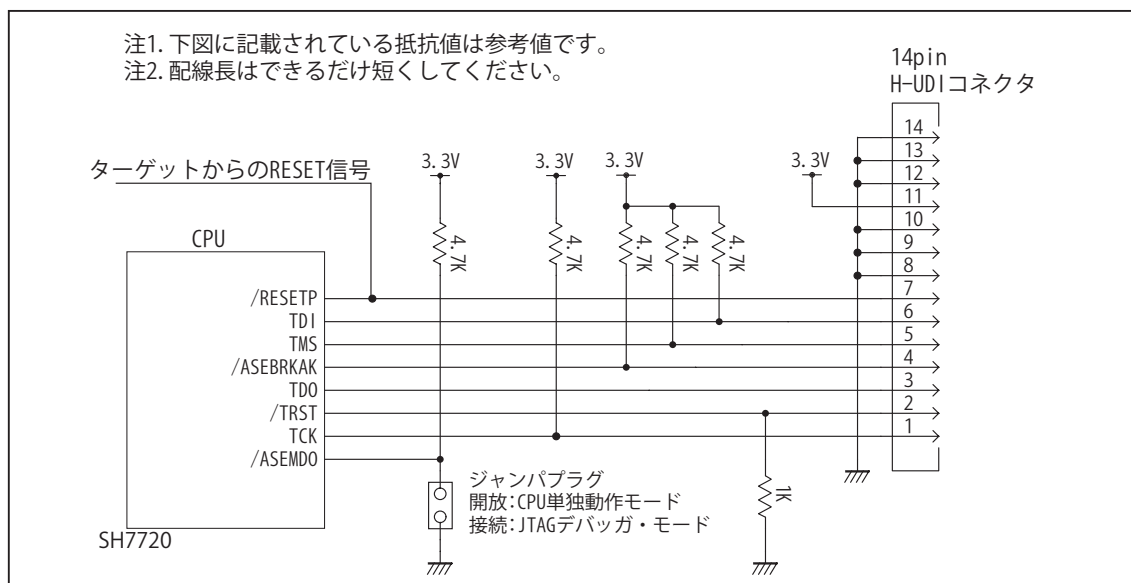 注1. 下図に記載されている抵抗値は参考値です。
注2. 配線長はできるだけ短くしてください。
14pin
H-UDIコネクタ
ターゲットからのRESET信号
3.3V
3.3V
3.3V
3.3V
4.7K
4.7K
4.7K
4.7K
4.7K
14
13
12
11
10
9
8
7
6
5
4
3
2
1
CPU
/RESETP
TDI
TMS
/ASEBRKAK
TDO
/TRST
TCK
/ASEMDO
SH7720
ジャンパプラグ
開放:CPU単独動作モード
接続:JTAGデバッガ・モード
1K